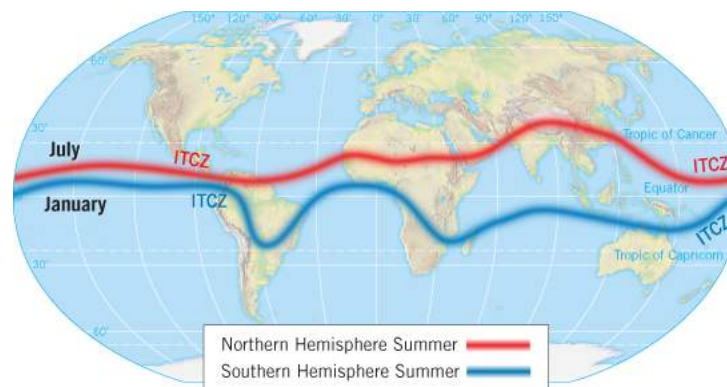 150° 120° 90° 60° 30° 0° 30° 60° 90° 120° 150°
60°
30°
Tropic of Cancer
July
ITCZ
ITCZ
Equator
January
ITCZ
ITCZ
Tropic of Capricorn
30°
60°
Northern Hemisphere Summer
Southern Hemisphere Summer